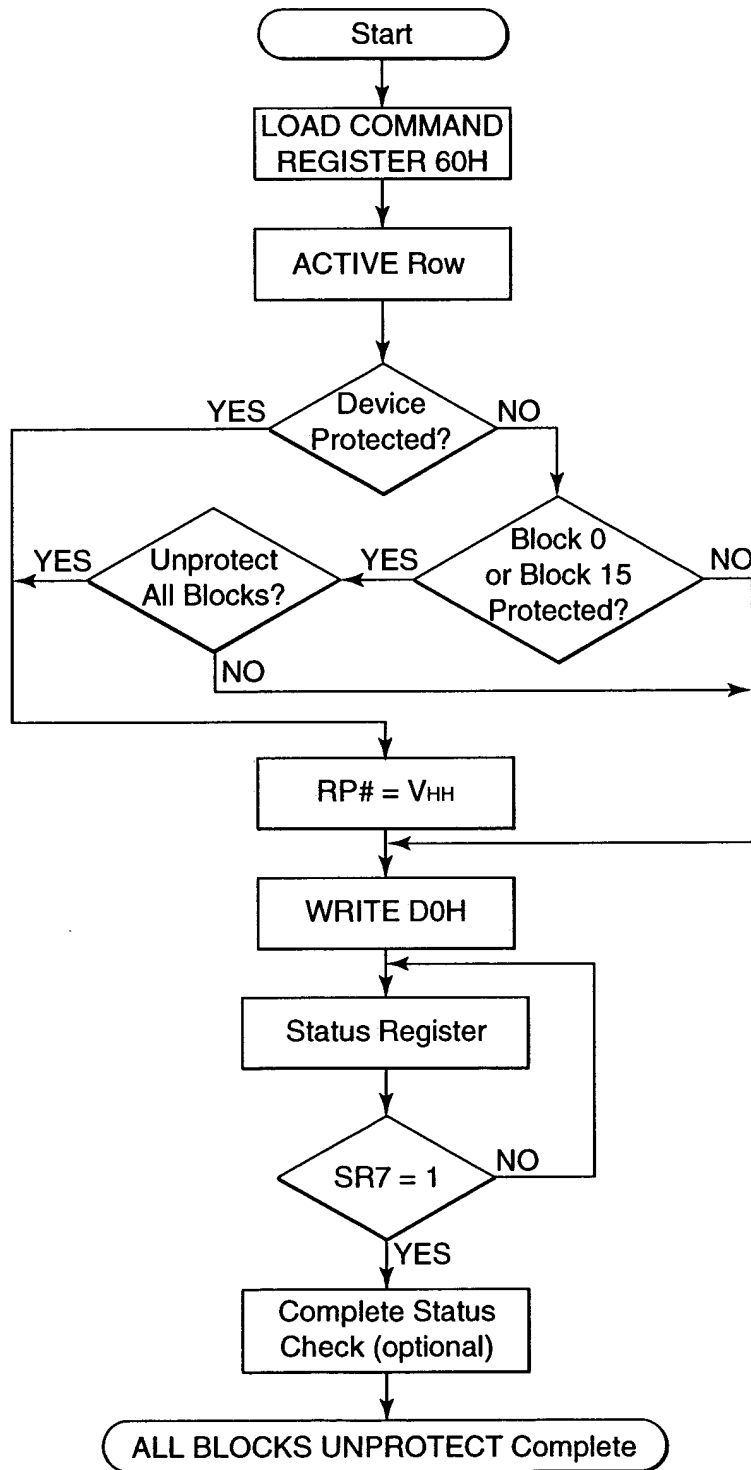 Start
LOAD COMMAND
REGISTER 60H
ACTIVE Row
YES
Device
Protected?
NO
YES
Unprotect
All Blocks?
YES
Block 0
or Block 15
Protected?
NO
NO
RP# = VHH
WRITE D0H
Status Register
SR7 = 1
NO
YES
Complete Status
Check (optional)
ALL BLOCKS UNPROTECT Complete